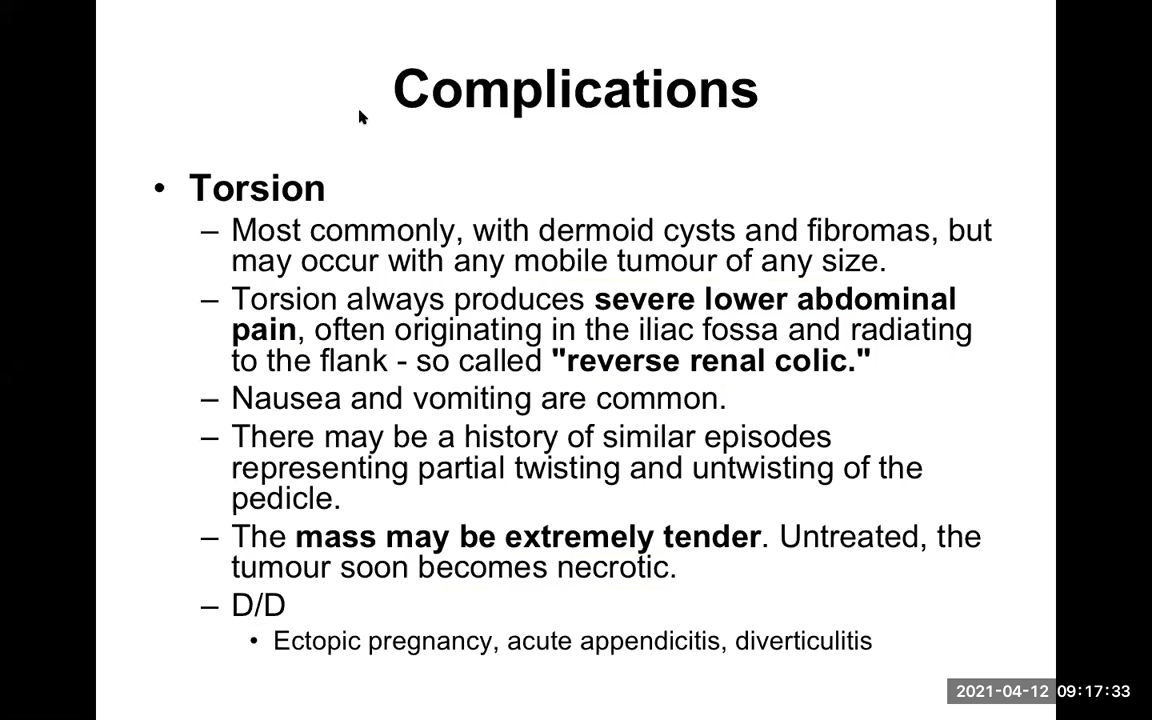 Complications
• Torsion
– Most commonly, with dermoid cysts and fibromas, but
may occur with any mobile tumour of any size.
– Torsion always produces severe lower abdominal
pain, often originating in the iliac fossa and radiating
to the flank - so called "reverse renal colic."
– Nausea and vomiting are common.
– There may be a history of similar episodes
representing partial twisting and untwisting of the
pedicle.
– The mass may be extremely tender. Untreated, the
tumour soon becomes necrotic.
– D/D
• Ectopic pregnancy, acute appendicitis, diverticulitis
2021-04-12 09:17:33